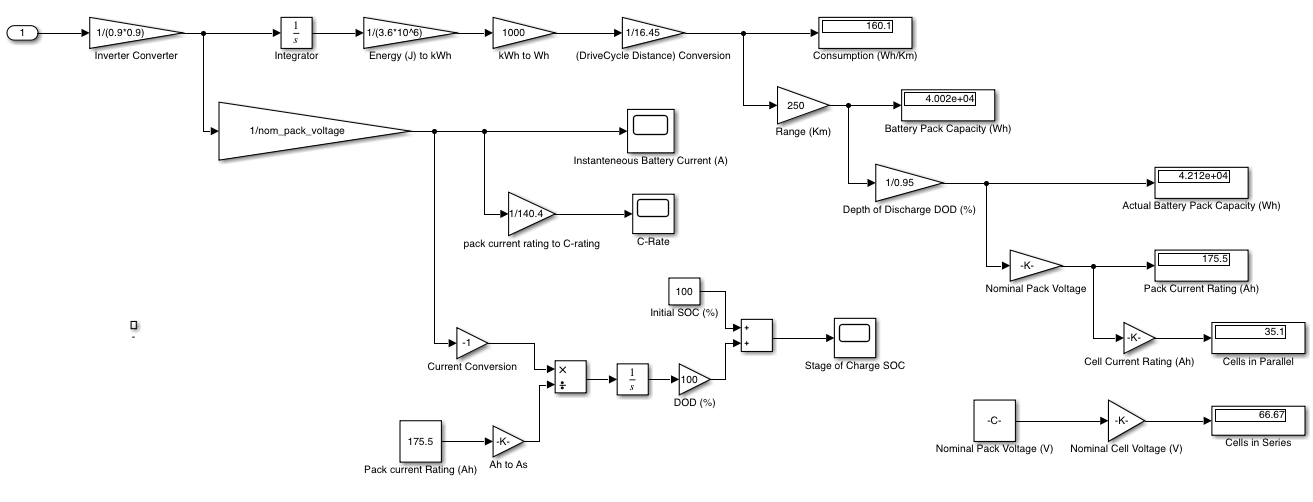 1
1/(0.9*0.9)
Inverter Converter
1
s
Integrator
1/(3.6*10^6)
Energy (J) to kWh
1000
kWh to Wh
1/16.45
(DriveCycle Distance) Conversion
160.1
Consumption (Wh/Km)
250
Range (Km)
4.002e+04
Battery Pack Capacity (Wh)
1/nom_pack_voltage
Instantaneous Battery Current (A)
1/0.95
Depth of Discharge DOD (%)
4.212e+04
Actual Battery Pack Capacity (Wh)
1/140.4
pack current rating to C-rating
C-Rate
-K-
Nominal Pack Voltage
175.5
Pack Current Rating (Ah)
100
Initial SOC (%)
+
+
Stage of Charge SOC
-K-
Cell Current Rating (Ah)
35.1
Cells in Parallel
-1
Current Conversion
×
÷
1
s
100
DOD (%)
175.5
Pack current Rating (Ah)
-K-
Ah to As
-C-
Nominal Pack Voltage (V)
-K-
Nominal Cell Voltage (V)
66.67
Cells in Series